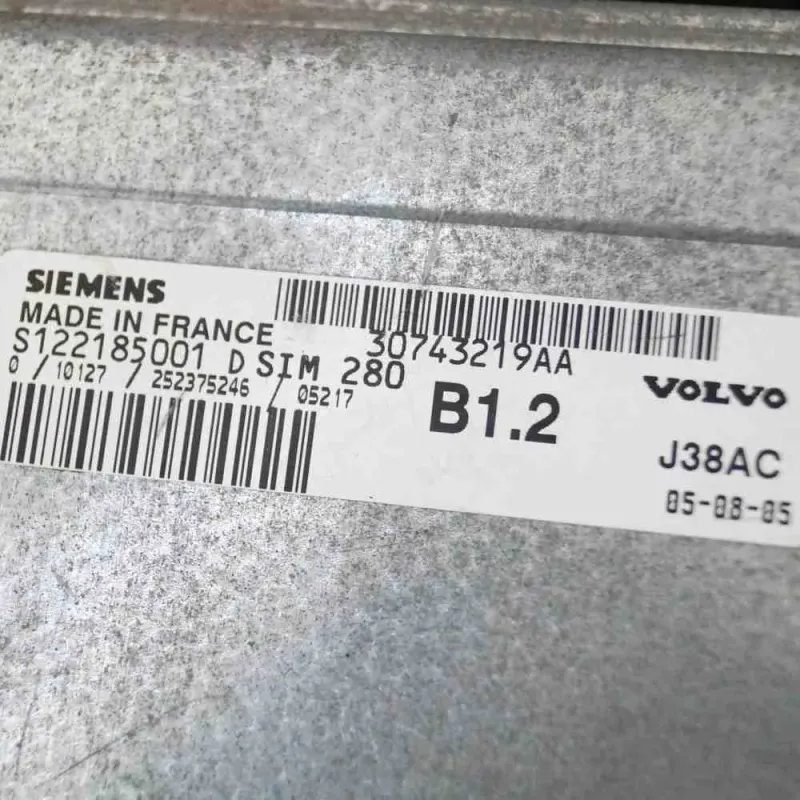 SIEMENS
MADE IN FRANCE
S122185001 D SIM 280
0 / 10127 / 252375246 / 05217
30743219AA
B1.2
VOLVO
J38AC
05-08-05